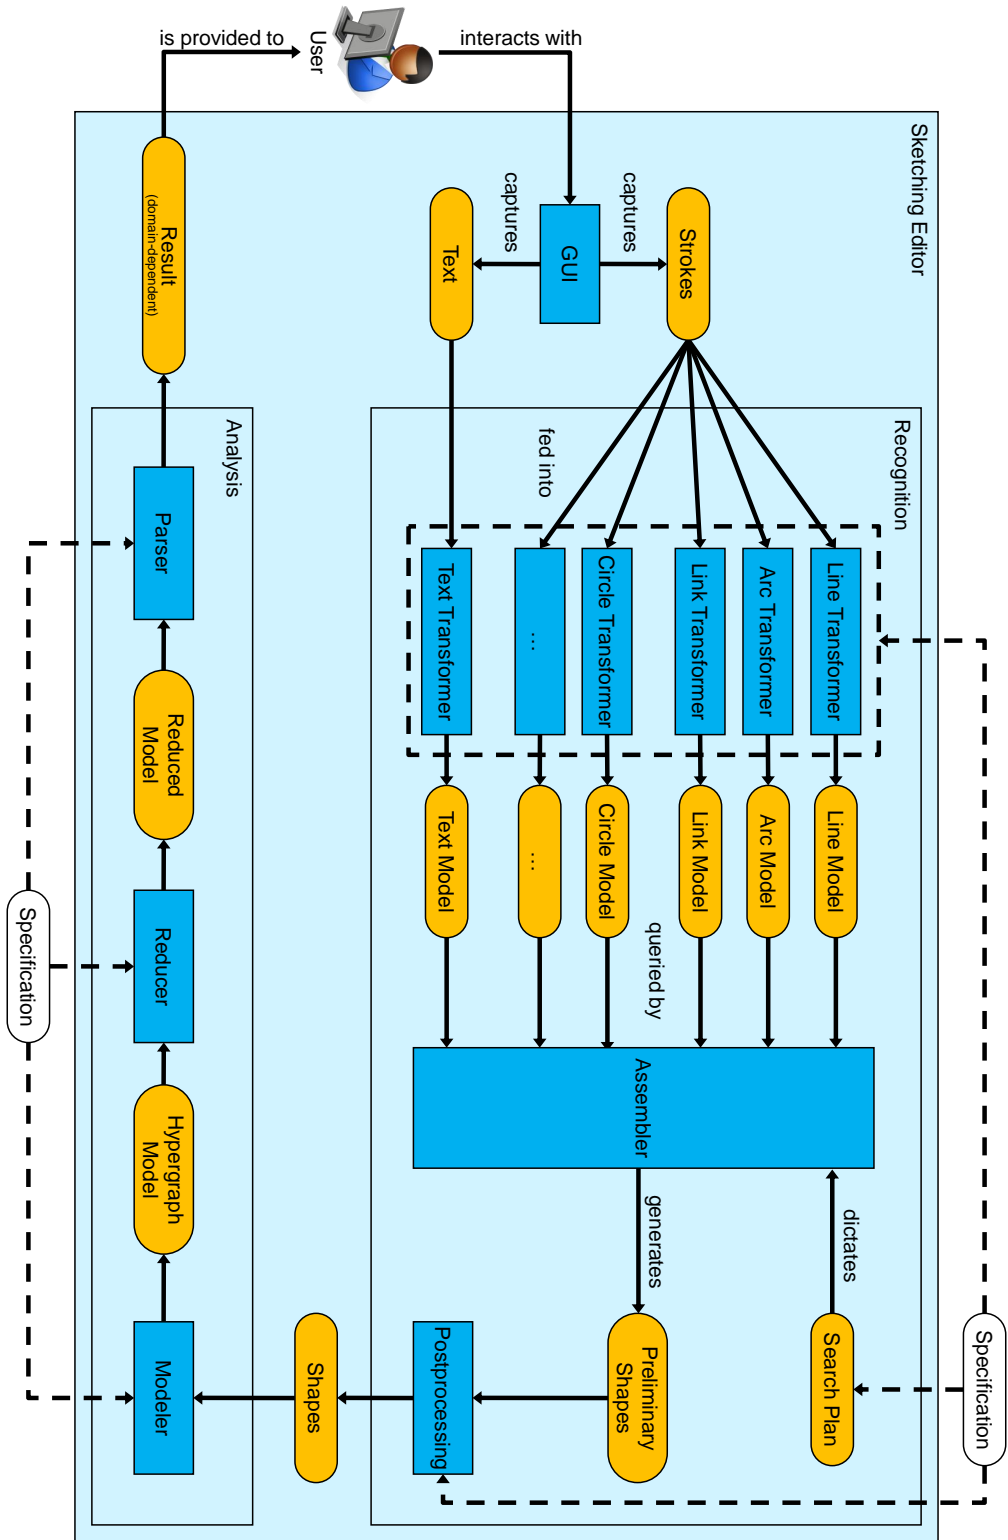 Sketching Editor
User
interacts with
is provided to
GUI
captures
captures
Strokes
Text
Recognition
fed into
Line Transformer
Arc Transformer
Link Transformer
Circle Transformer
...
Text Transformer
Line Model
Arc Model
Link Model
Circle Model
...
Text Model
queried by
Assembler
dictates
Search Plan
Specification
generates
Preliminary
Shapes
Postprocessing
Shapes
Analysis
Modeler
Hypergraph
Model
Reducer
Reduced
Model
Parser
Result
(domain-dependent)
Specification